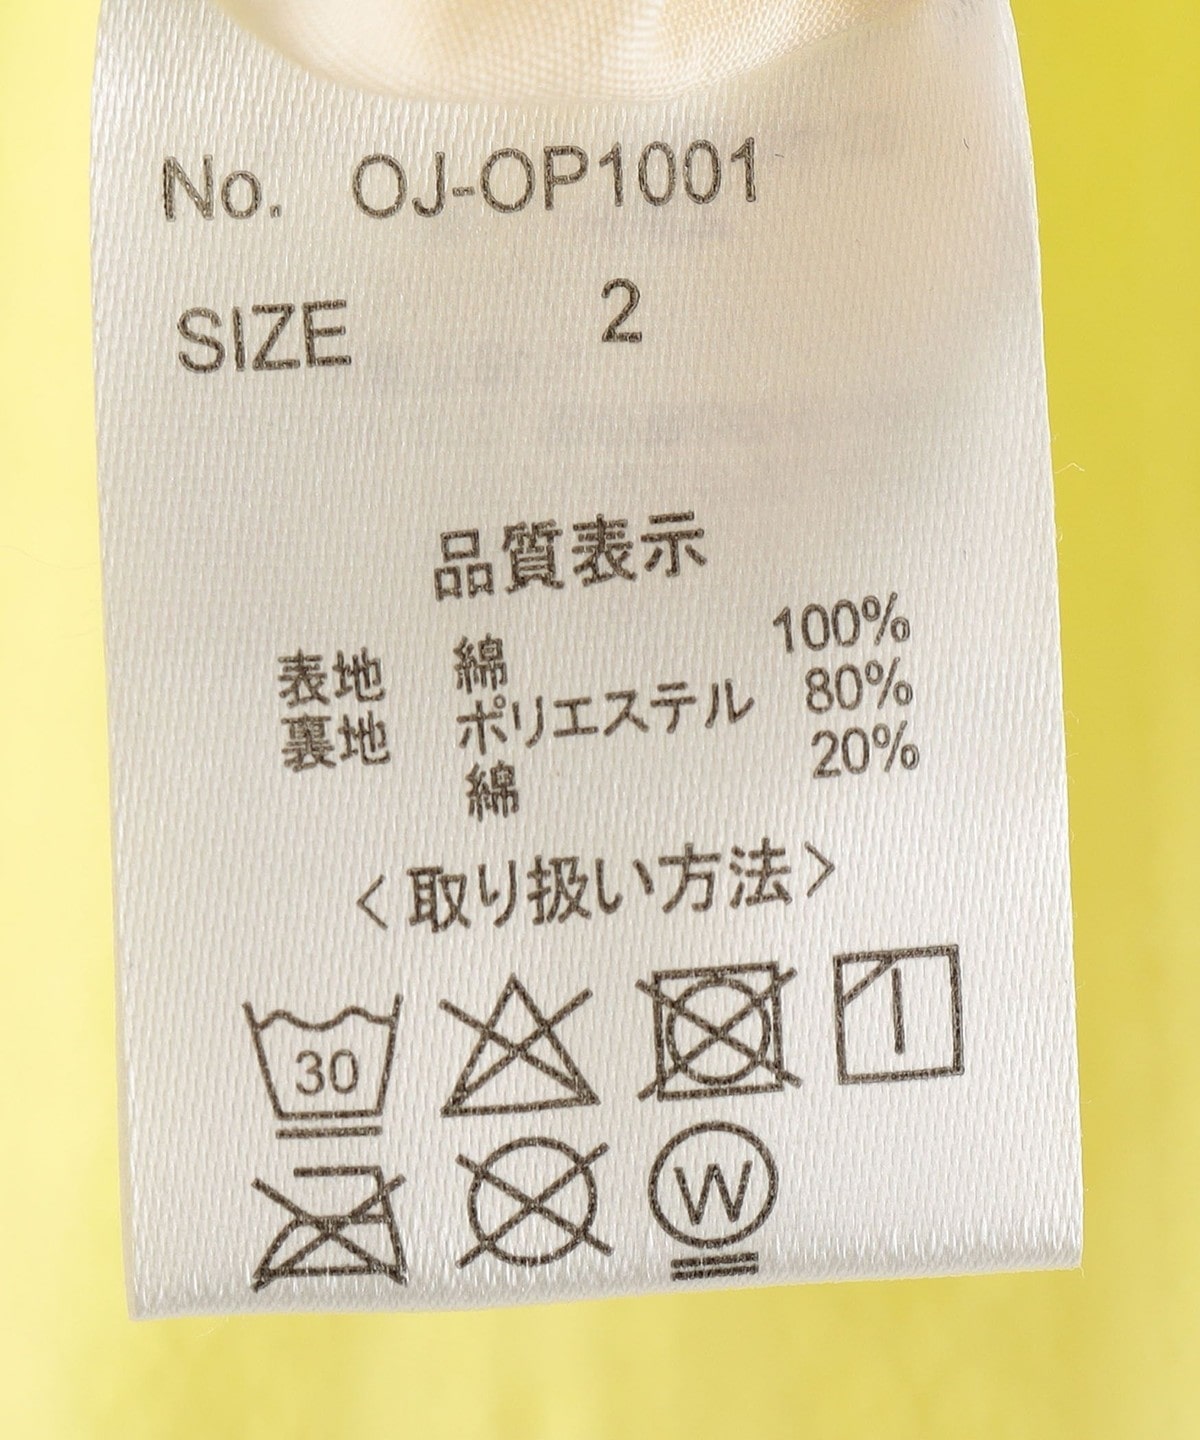 No. OJ-OP1001
SIZE 2
品質表示
表地 綿 100%
裏地 ポリエステル 80%
綿 20%
<取り扱い方法>
30
W